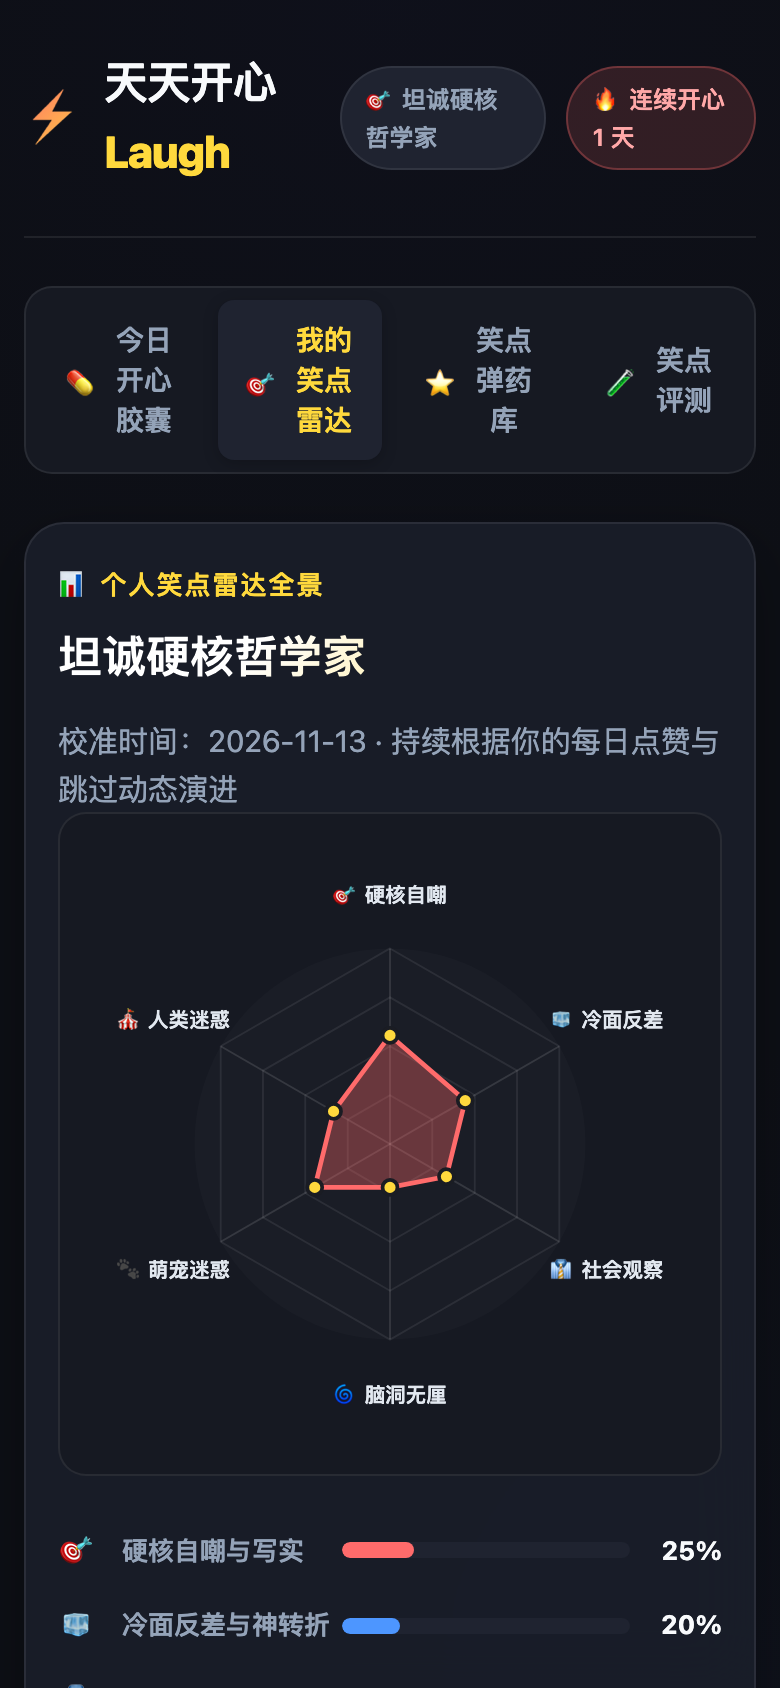 天天开心
Laugh
坦诚硬核
哲学家
连续开心
1 天
今日
开心
胶囊
我的
笑点
雷达
笑点
弹药
库
笑点
评测
个人笑点雷达全景
坦诚硬核哲学家
校准时间：2026-11-13 · 持续根据你的每日点赞与
跳过动态演进
硬核自嘲
人类迷惑
冷面反差
萌宠迷惑
社会观察
脑洞无厘
硬核自嘲与写实 25%
冷面反差与神转折 20%